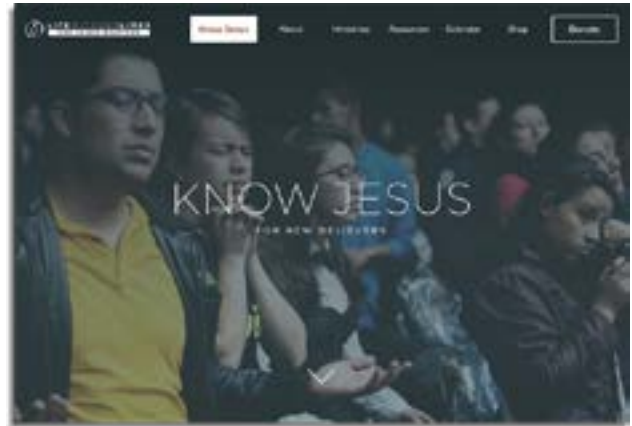 Know Jesus
About
Ministries
Resources
Calendar
Shop
Donate
KNOW JESUS
FOR NEW BELIEVERS